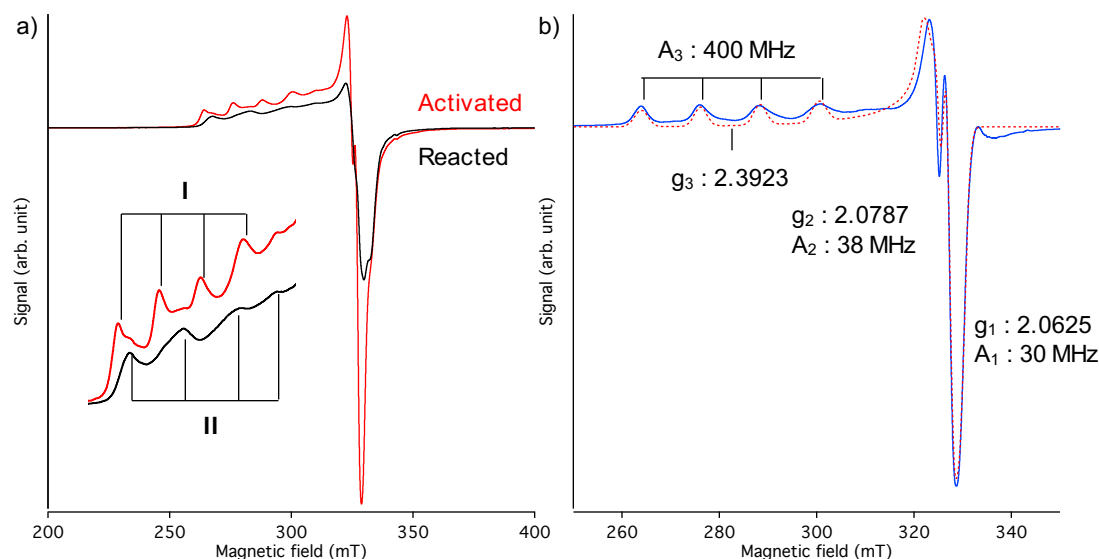 a)
Activated
Reacted
I
II
Signal (arb. unit)
200
250
300
350
400
Magnetic field (mT)
b)
A3 : 400 MHz
g3 : 2.3923
g2 : 2.0787
A2 : 38 MHz
g1 : 2.0625
A1 : 30 MHz
Signal (arb. unit)
260
280
300
320
340
Magnetic field (mT)